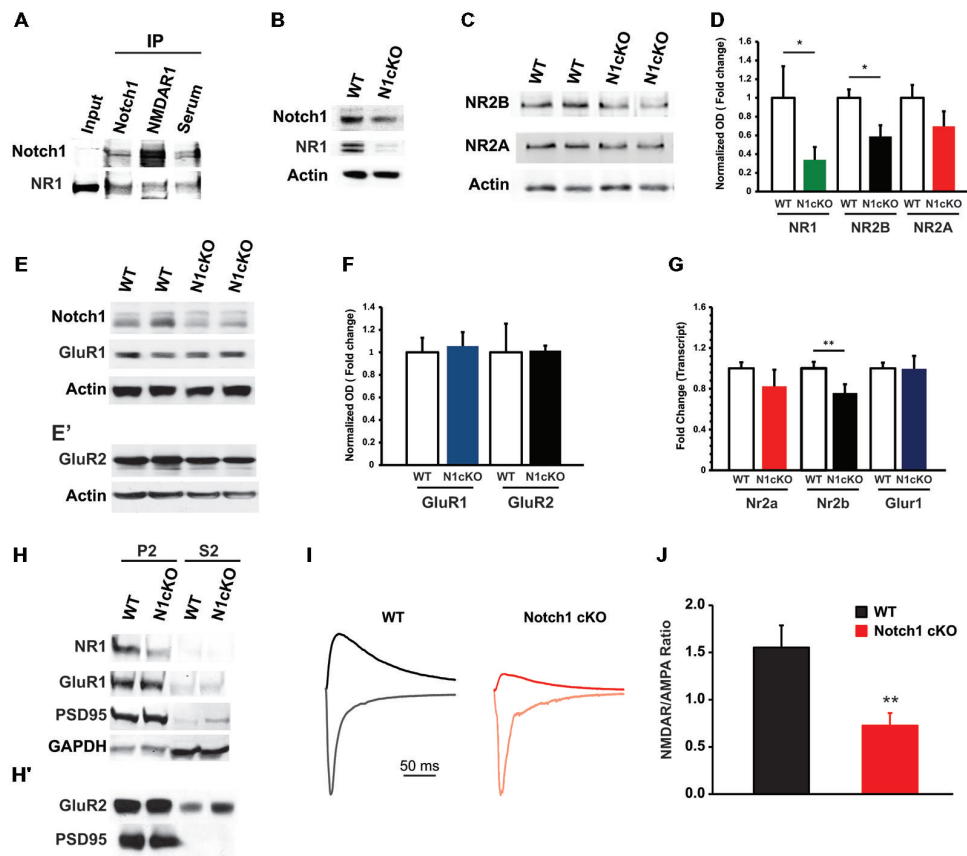 A
IP
Input
Notch1
NMDAR1
Serum
Notch1
NR1
B
WT
N1cKO
Notch1
NR1
Actin
C
WT
WT
N1cKO
N1cKO
NR2B
NR2A
Actin
D
Normalized OD ( Fold change)
1.6
1.4
1.2
1
0.8
0.6
0.4
0.2
0
*
*
WT N1cKO WT N1cKO WT N1cKO
NR1 NR2B NR2A
E
WT
WT
N1cKO
N1cKO
Notch1
GluR1
Actin
E'
GluR2
Actin
F
Normalized OD ( Fold change)
1.4
1.2
1
0.8
0.6
0.4
0.2
0
WT N1cKO WT N1cKO
GluR1 GluR2
G
Fold Change (Transcript)
1.6
1.2
0.8
0.4
0
**
WT N1cKO WT N1cKO WT N1cKO
Nr2a Nr2b Glur1
H
P2 S2
WT
N1cKO
WT
N1cKO
NR1
GluR1
PSD95
GAPDH
H'
GluR2
PSD95
I
WT Notch1 cKO
50 ms
J
NMDAR/AMPA Ratio
2.0
1.5
1.0
0.5
0.0
WT
Notch1 cKO
**